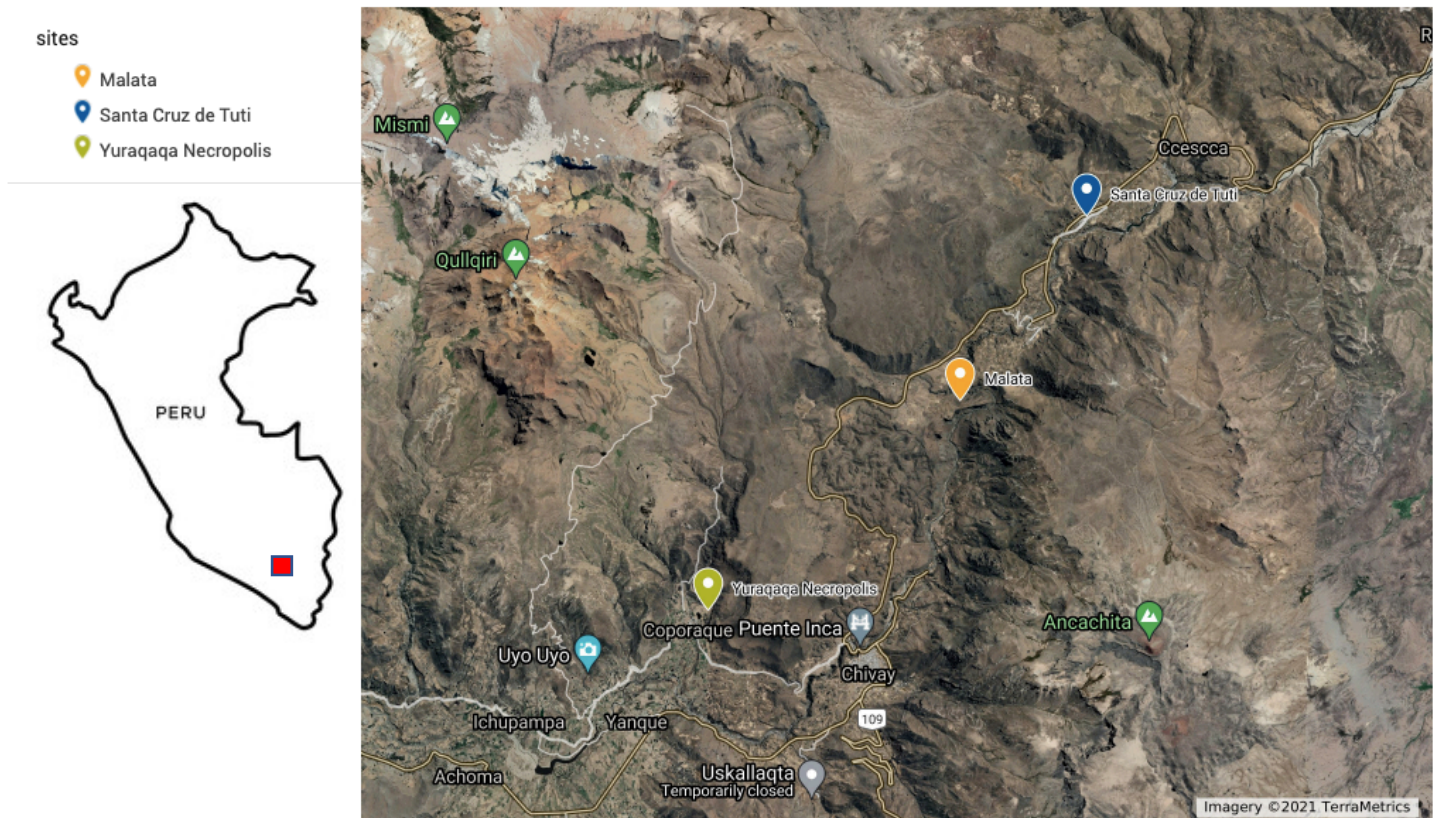 sites
Malata
Santa Cruz de Tuti
Yuraqaqa Necropolis
PERU
R
Mismi
Ccescca
Santa Cruz de Tuti
Qullqiri
Malata
Yuraqaqa Necropolis
Coporaque
Puente Inca
Ancachita
Uyo Uyo
Chivay
109
Ichupampa
Yanque
Achoma
Uskallaqta
Temporarily closed
Imagery ©2021 TerraMetrics